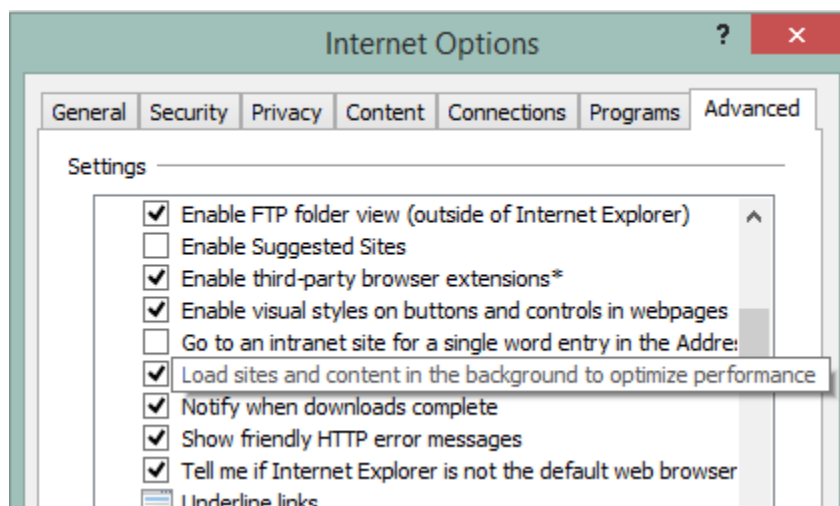 Internet Options ?
General Security Privacy Content Connections Programs Advanced
Settings
Enable FTP folder view (outside of Internet Explorer)
Enable Suggested Sites
Enable third-party browser extensions*
Enable visual styles on buttons and controls in webpages
Go to an intranet site for a single word entry in the
Load sites and content in the background to optimize performance
Notify when downloads complete
Show friendly HTTP error messages
Tell me if Internet Explorer is not the default web browser
Underline links